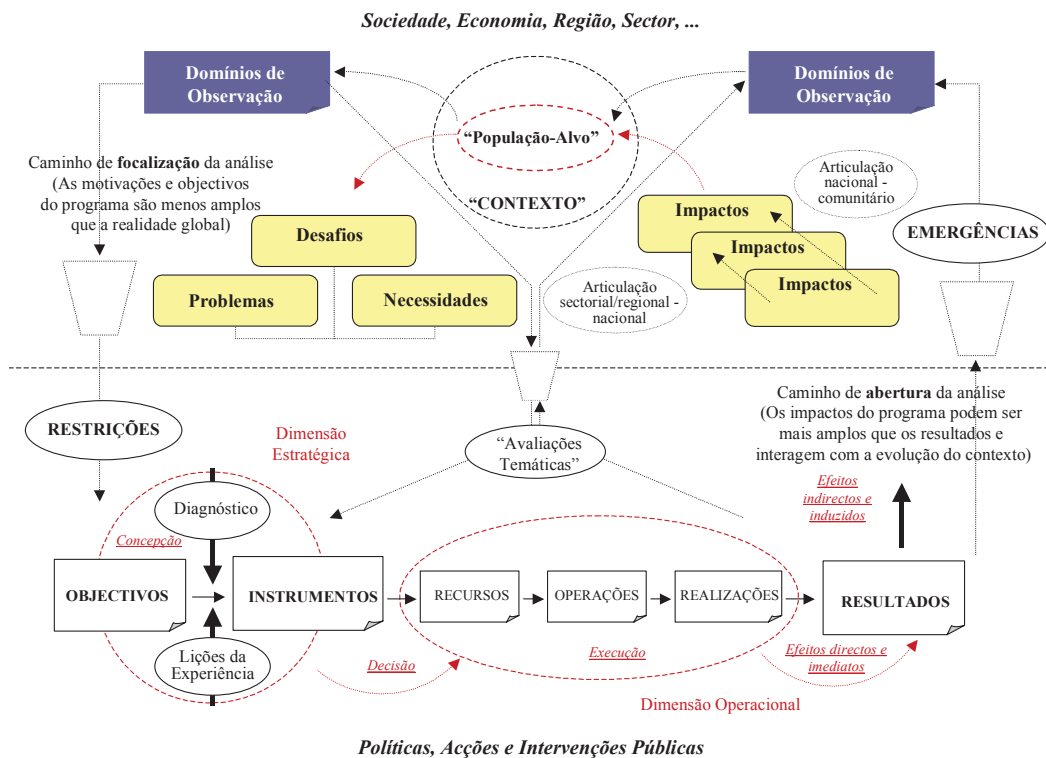 Sociedade, Economia, Região, Sector, ...
Domínios de
Observação
Domínios de
Observação
“População-Alvo”
“CONTEXTO”
Caminho de focalização da análise
(As motivações e objectivos
do programa são menos amplos
que a realidade global)
Articulação
nacional -
comunitário
Desafios
Problemas
Necessidades
Impactos
Impactos
Impactos
EMERGÊNCIAS
Articulação
sectorial/regional -
nacional
RESTRIÇÕES
Dimensão
Estratégica
“Avaliações
Temáticas”
Caminho de abertura da análise
(Os impactos do programa podem ser
mais amplos que os resultados e
interagem com a evolução do contexto)
Efeitos
indirectos e
induzidos
Diagnóstico
Concepção
OBJECTIVOS
INSTRUMENTOS
RECURSOS
OPERAÇÕES
REALIZAÇÕES
RESULTADOS
Lições da
Experiência
Decisão
Execução
Efeitos directos e
imediatos
Dimensão Operacional
Políticas, Acções e Intervenções Públicas